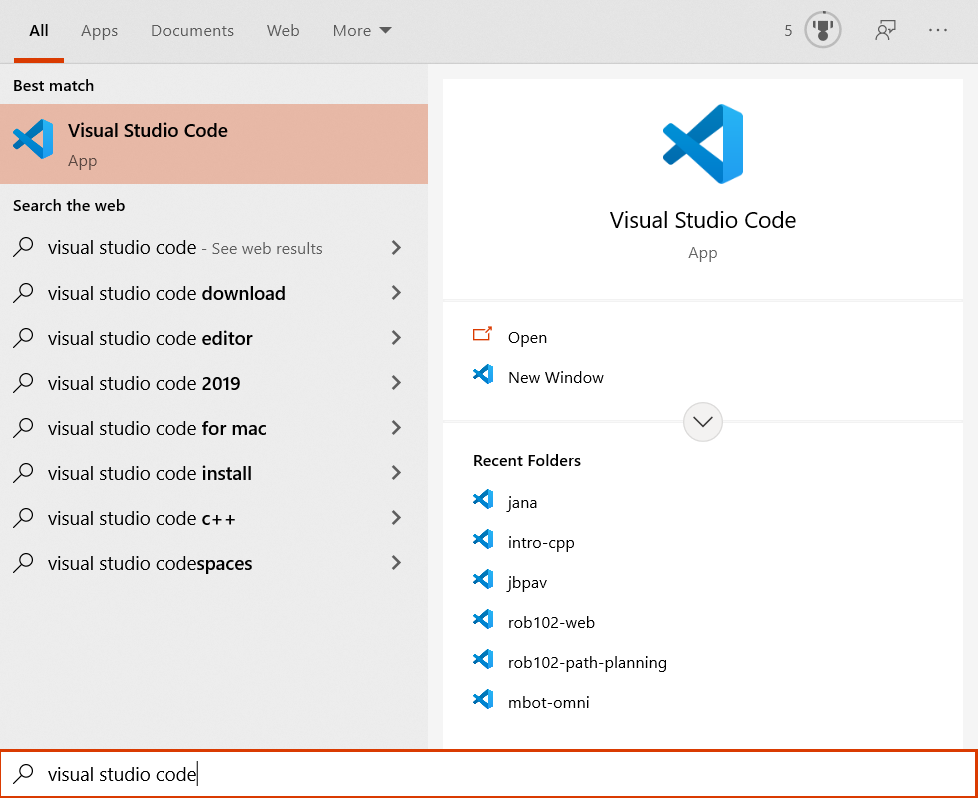 All Apps Documents Web More 5 ...
Best match
Visual Studio Code
App
Search the web
visual studio code - See web results
visual studio code download
visual studio code editor
visual studio code 2019
visual studio code for mac
visual studio code install
visual studio code c++
visual studio codespaces
Visual Studio Code
App
Open
New Window
Recent Folders
jana
intro-cpp
jbpav
rob102-web
rob102-path-planning
mbot-omni
visual studio code